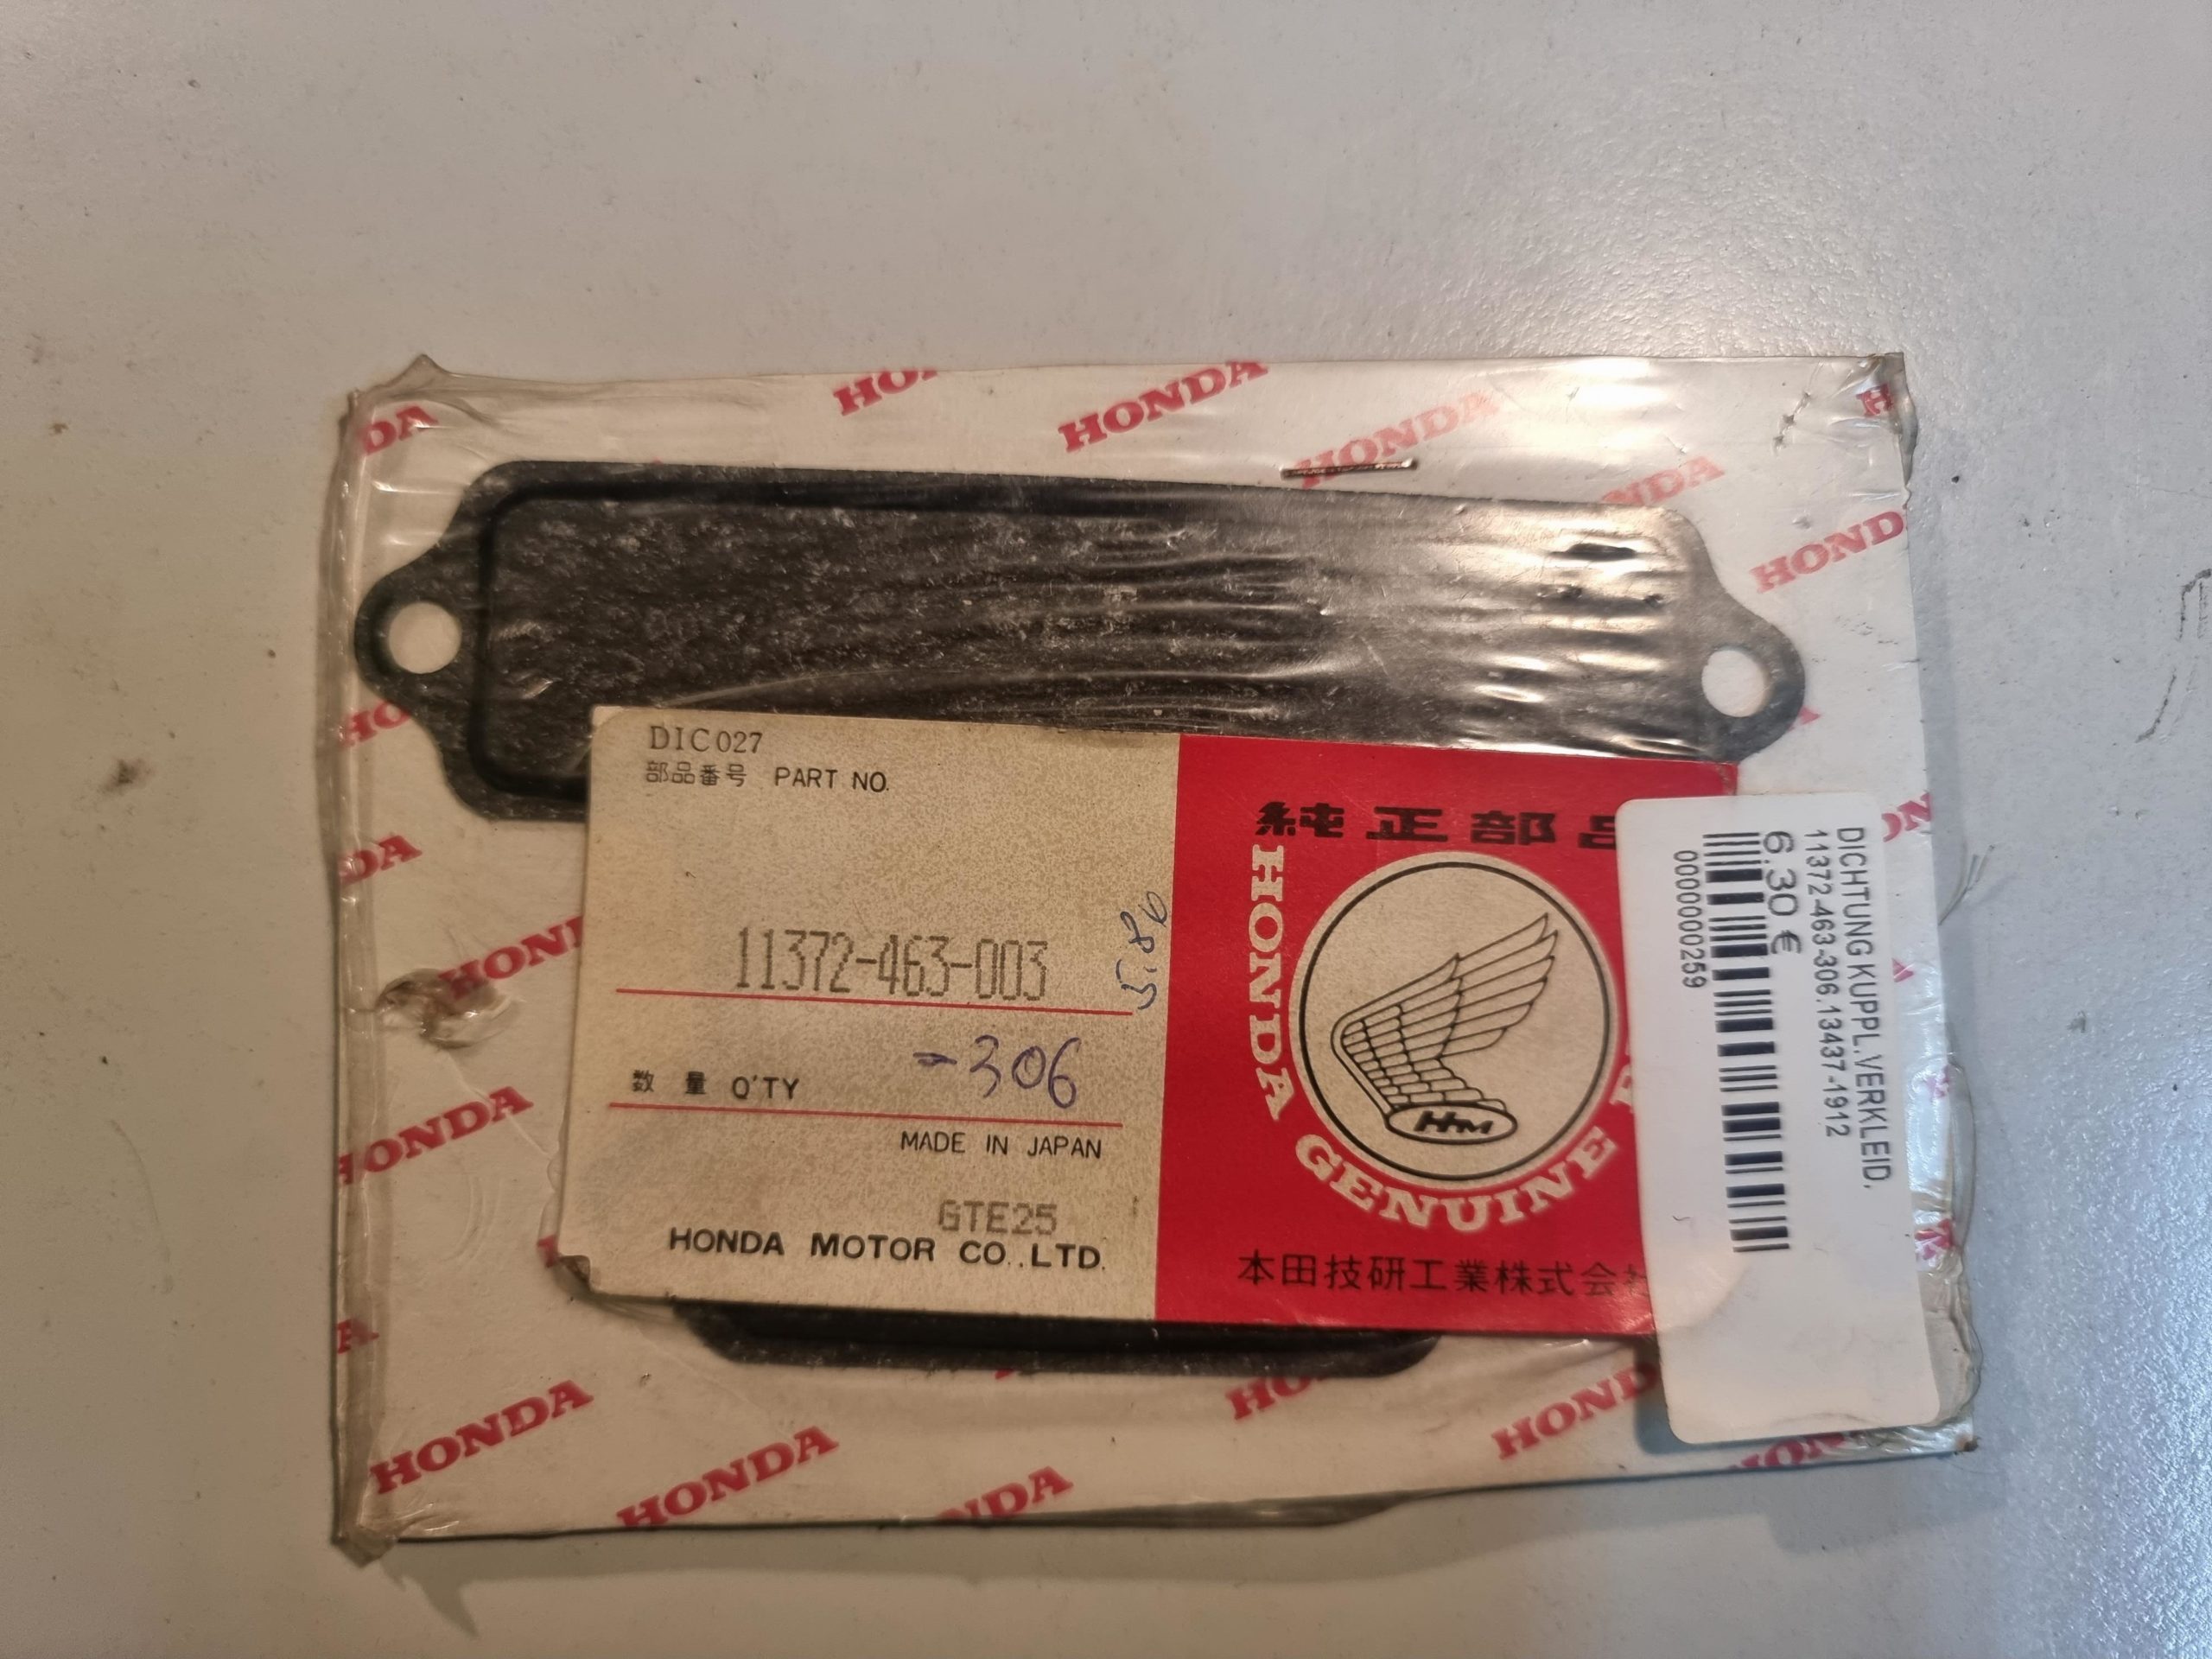 HONDA
HONDA
HONDA
DIC027
部品番号 PART NO.
11372-463-003
5.86
-306
数量 Q'TY
MADE IN JAPAN
GTE25
HONDA MOTOR CO.,LTD.
純正部品
HONDA GENUINE
HM
本田技研工業株式会社
DICHTUNG KUPPL.VERKLEID,
11372-463-306.13437-1912
6.30 €
0000000259
HONDA
HONDA
HONDA
HONDA